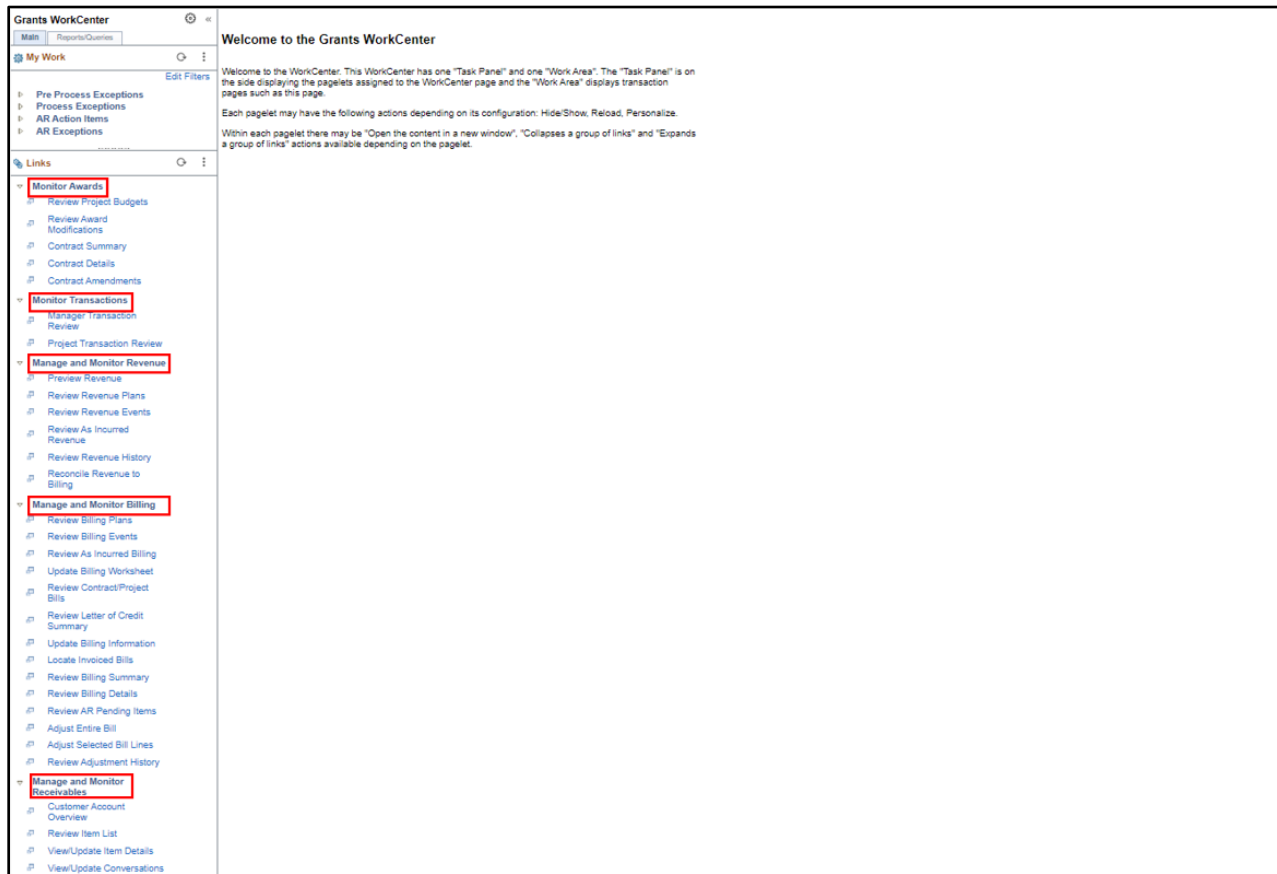 Grants WorkCenter
Main
Reports/Queries
My Work
Edit Filters
Pre Process Exceptions
Process Exceptions
AR Action Items
AR Exceptions
Links
Monitor Awards
Review Project Budgets
Review Award
Modifications
Contract Summary
Contract Details
Contract Amendments
Monitor Transactions
Manager Transaction
Review
Project Transaction Review
Manage and Monitor Revenue
Preview Revenue
Review Revenue Plans
Review Revenue Events
Review As Incurred
Revenue
Review Revenue History
Reconcile Revenue to
Billing
Manage and Monitor Billing
Review Billing Plans
Review Billing Events
Review As Incurred Billing
Update Billing Worksheet
Review Contract/Project
Bills
Review Letter of Credit
Summary
Update Billing Information
Locate Invoiced Bills
Review Billing Summary
Review Billing Details
Review AR Pending Items
Adjust Entire Bill
Adjust Selected Bill Lines
Review Adjustment History
Manage and Monitor
Receivables
Customer Account
Overview
Review Item List
View/Update Item Details
View/Update Conversations
Welcome to the Grants WorkCenter
Welcome to the WorkCenter. This WorkCenter has one "Task Panel" and one "Work Area". The "Task Panel" is on
the side displaying the pagelets assigned to the WorkCenter page and the "Work Area" displays transaction
pages such as this page.
Each pagelet may have the following actions depending on its configuration: Hide/Show, Reload, Personalize.
Within each pagelet there may be "Open the content in a new window", "Collapses a group of links" and "Expands
a group of links" actions available depending on the pagelet.